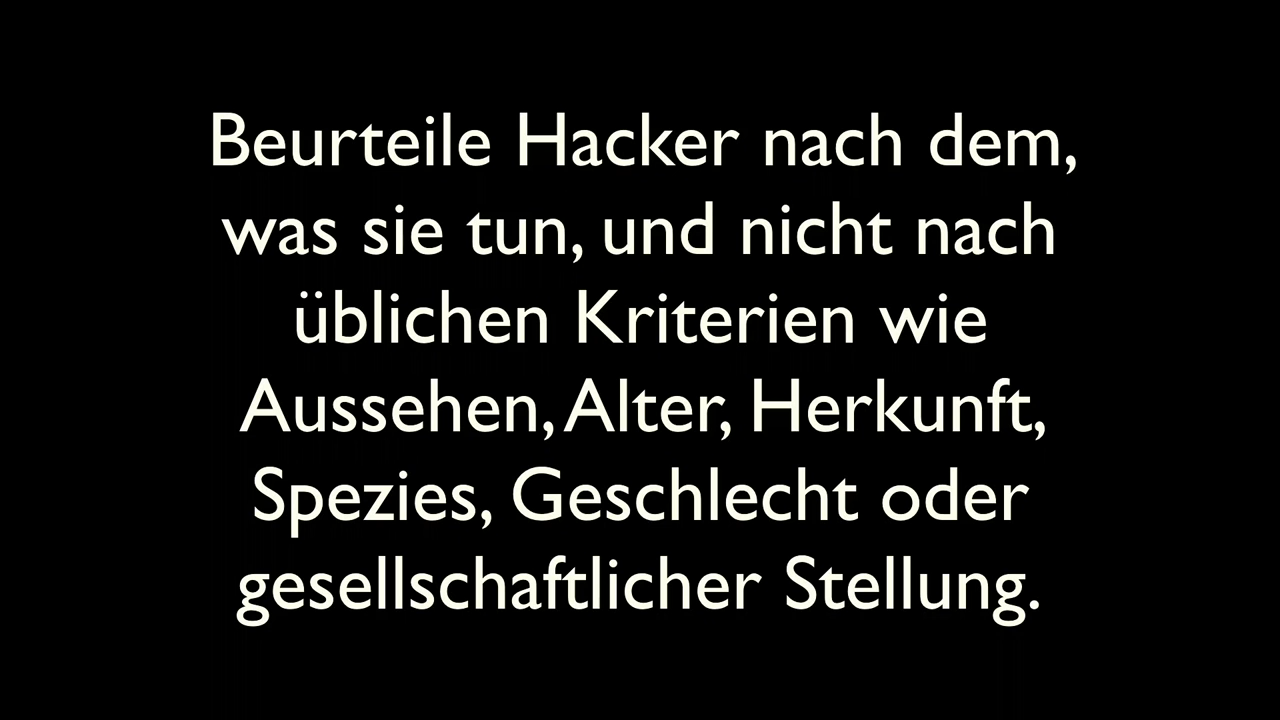 Beurteile Hacker nach dem,
was sie tun, und nicht nach
üblichen Kriterien wie
Aussehen, Alter, Herkunft,
Spezies, Geschlecht oder
gesellschaftlicher Stellung.